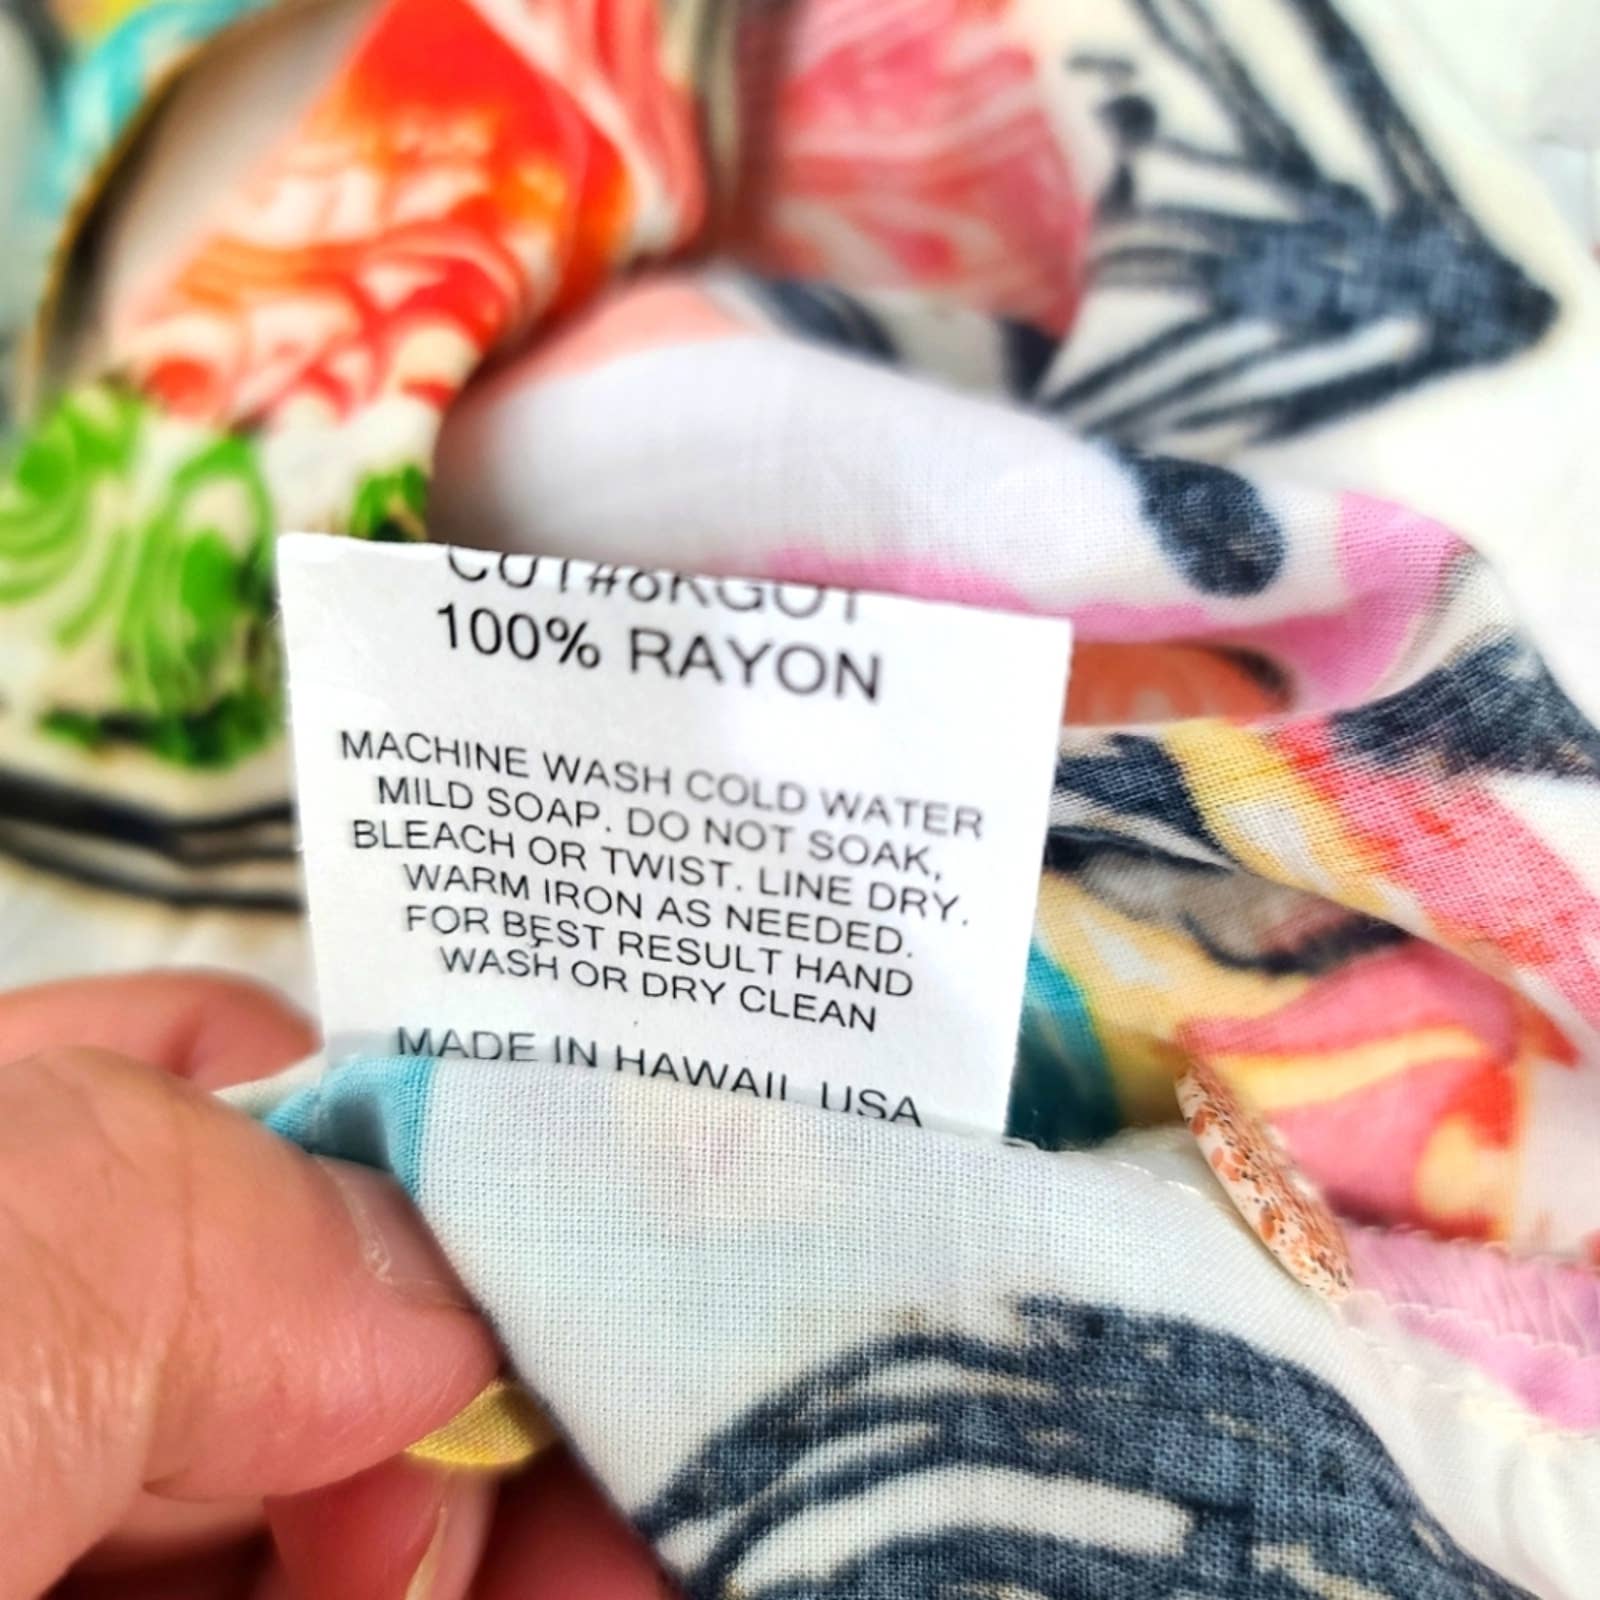 100% RAYON
MACHINE WASH COLD WATER
MILD SOAP. DO NOT SOAK,
BLEACH OR TWIST. LINE DRY.
WARM IRON AS NEEDED.
FOR BEST RESULT HAND
WASH OR DRY CLEAN
MADE IN HAWAII, USA